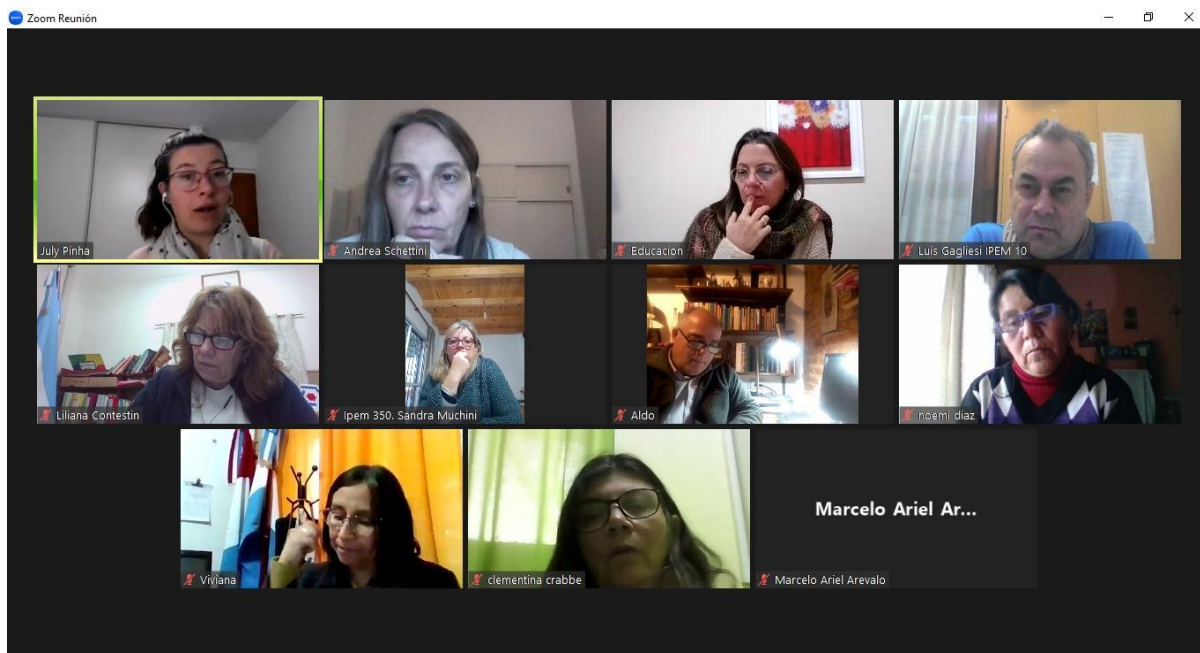 Zoom Reunión
July Pinha
Andrea Schettini
Educacion
Luis Gagliesi IPEM 10
Liliana Contestin
Ipem 350. Sandra Muchini
Aldo
noemi diaz
Marcelo Ariel Ar...
Viviana
clementina crabbe
Marcelo Ariel Arevalo